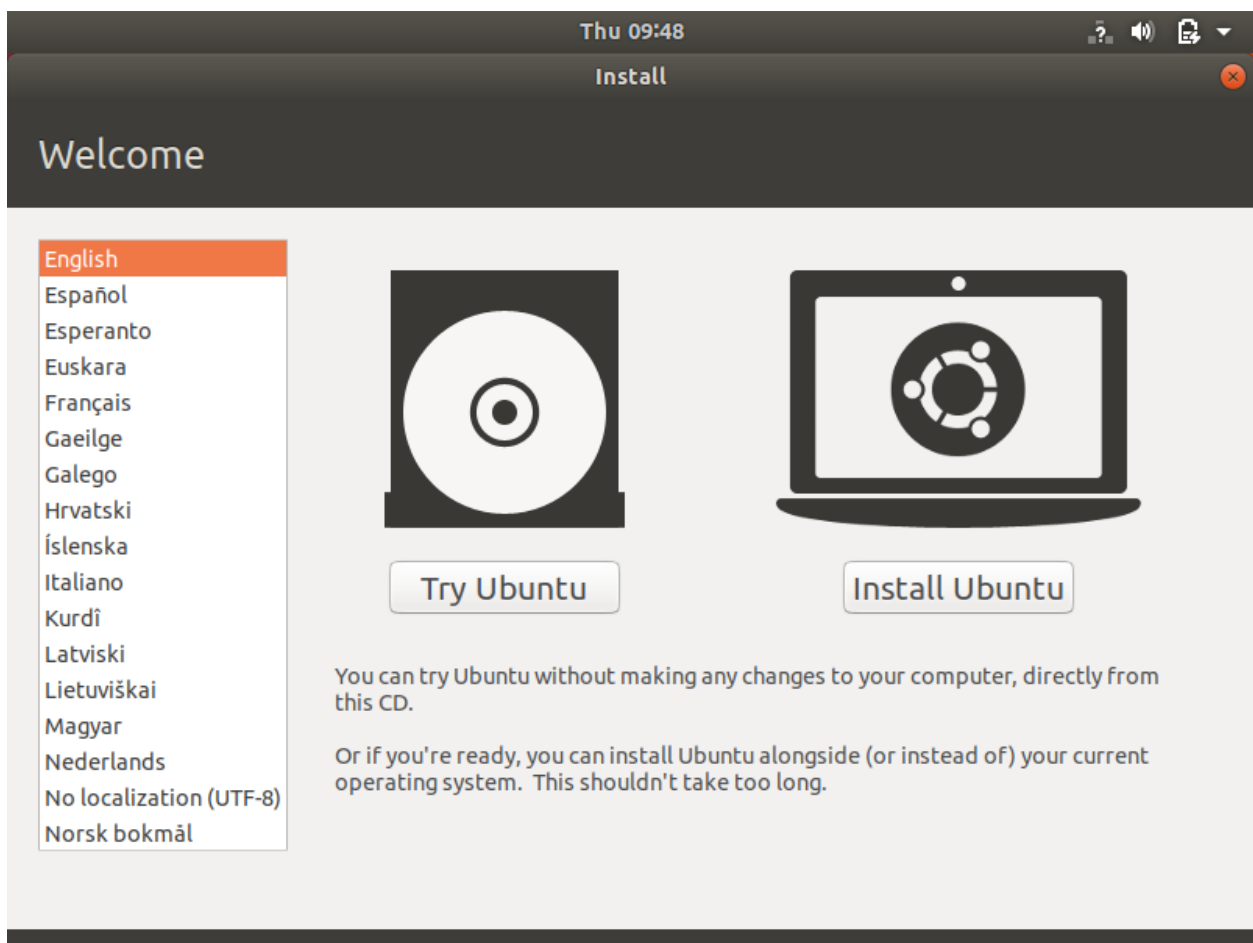 Thu 09:48
?
Install
Welcome
English
Español
Esperanto
Euskara
Français
Gaeilge
Galego
Hrvatski
Íslenska
Italiano
Kurdî
Latviski
Lietuviškai
Magyar
Nederlands
No localization (UTF-8)
Norsk bokmål
Try Ubuntu
Install Ubuntu
You can try Ubuntu without making any changes to your computer, directly from
this CD.
Or if you're ready, you can install Ubuntu alongside (or instead of) your current
operating system.  This shouldn't take too long.